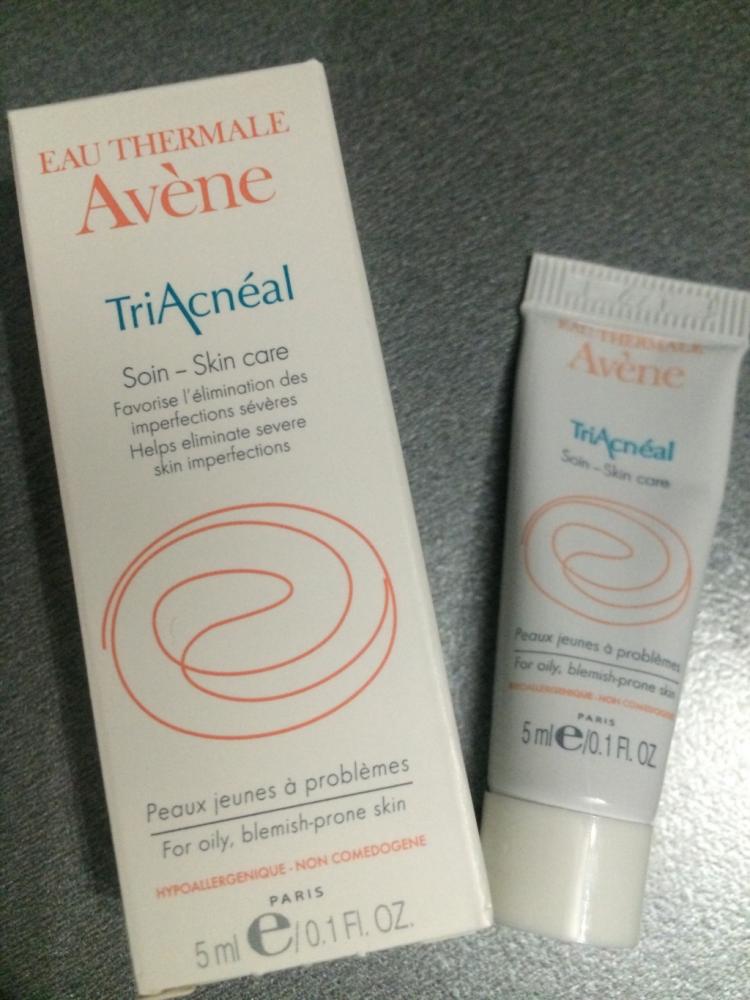 EAU THERMALE
Avène
TriAcnéal
Soin – Skin care
Favorise l'élimination des
imperfections sévères
Helps eliminate severe
skin imperfections
Peaux jeunes à problèmes
For oily, blemish-prone skin
HYPOALLERGENIQUE - NON COMEDOGENE
PARIS
5 ml e/0.1 Fl. OZ.
EAU THERMALE
Avène
TriAcnéal
Soin – Skin care
Peaux jeunes à problèmes
For oily, blemish-prone skin
HYPOALLERGENIQUE - NON COMEDOGENE
PARIS
5 ml e/0.1 Fl. OZ